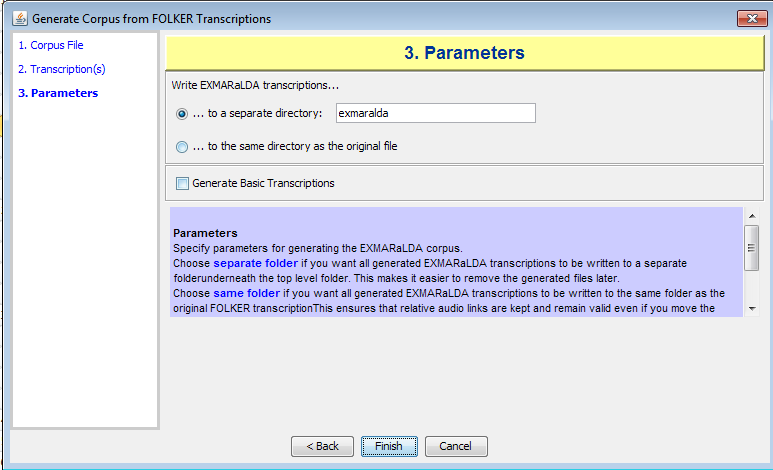 Generate Corpus from FOLKER Transcriptions
1. Corpus File
2. Transcription(s)
3. Parameters
3. Parameters
Write EXMARaLDA transcriptions...
... to a separate directory: exmaralda
... to the same directory as the original file
Generate Basic Transcriptions
Parameters
Specify parameters for generating the EXMARaLDA corpus.
Choose separate folder if you want all generated EXMARaLDA transcriptions to be written to a separate
folderunderneath the top level folder. This makes it easier to remove the generated files later.
Choose same folder if you want all generated EXMARaLDA transcriptions to be written to the same folder as the
original FOLKER transcriptionThis ensures that relative audio links are kept and remain valid even if you move the
< Back
Finish
Cancel